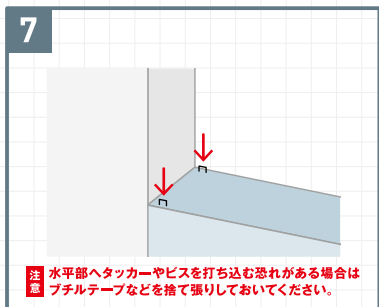 7
注意
水平部へタッカーやビスを打ち込む恐れがある場合は
ブチルテープなどを捨て張りしておいてください。